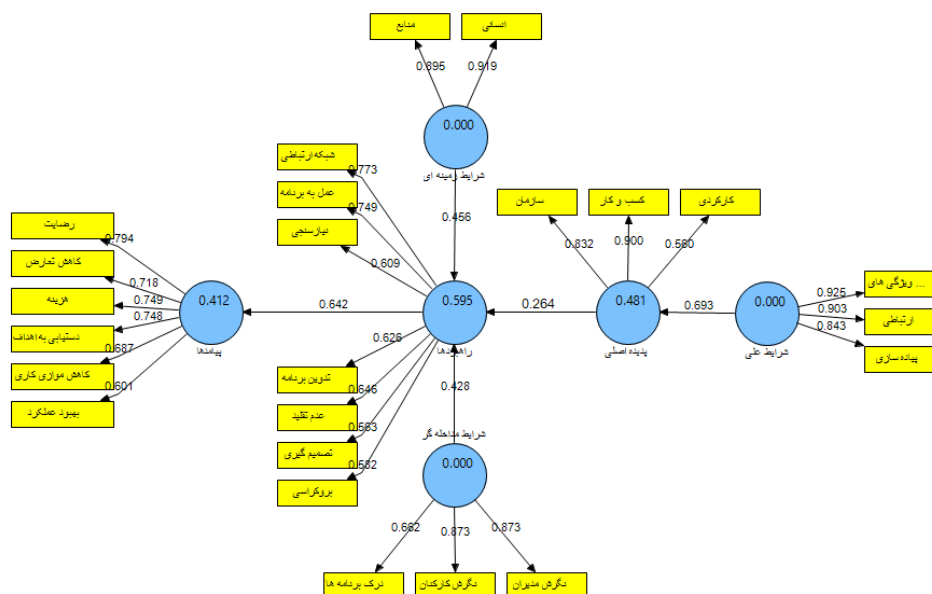 منابع
انسانی
0.895
0.919
0.000
شرایط زمینه ای
0.456
شبکه ارتباطی
0.773
عمل به برنامه
0.749
نیازسنجی
0.609
سازمان
کسب و کار
کارکردی
0.832
0.900
0.560
رضایت
0.794
کاهش تعارض
0.718
هزینه
0.749
دستیابی به اهداف
0.748
کاهش موازی کاری
0.687
بهبود عملکرد
0.601
0.412
پیامدها
0.642
0.595
راهبردها
0.264
0.481
پدیده اصلی
0.693
0.000
شرایط علی
... ویژگی های
0.925
ارتباطی
0.903
پیاده سازی
0.843
تدوین برنامه
0.626
عدم تقلید
0.646
تصمیم گیری
0.563
بروکراسی
0.582
0.428
شرایط مداخله گر
0.000
0.662
0.873
0.873
درک برنامه ها
نگرش کارکنان
نگرش مدیران